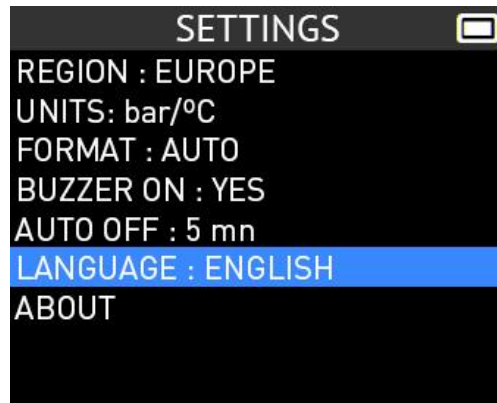 SETTINGS
REGION : EUROPE
UNITS: bar/ºC
FORMAT : AUTO
BUZZER ON : YES
AUTO OFF : 5 mn
LANGUAGE : ENGLISH
ABOUT